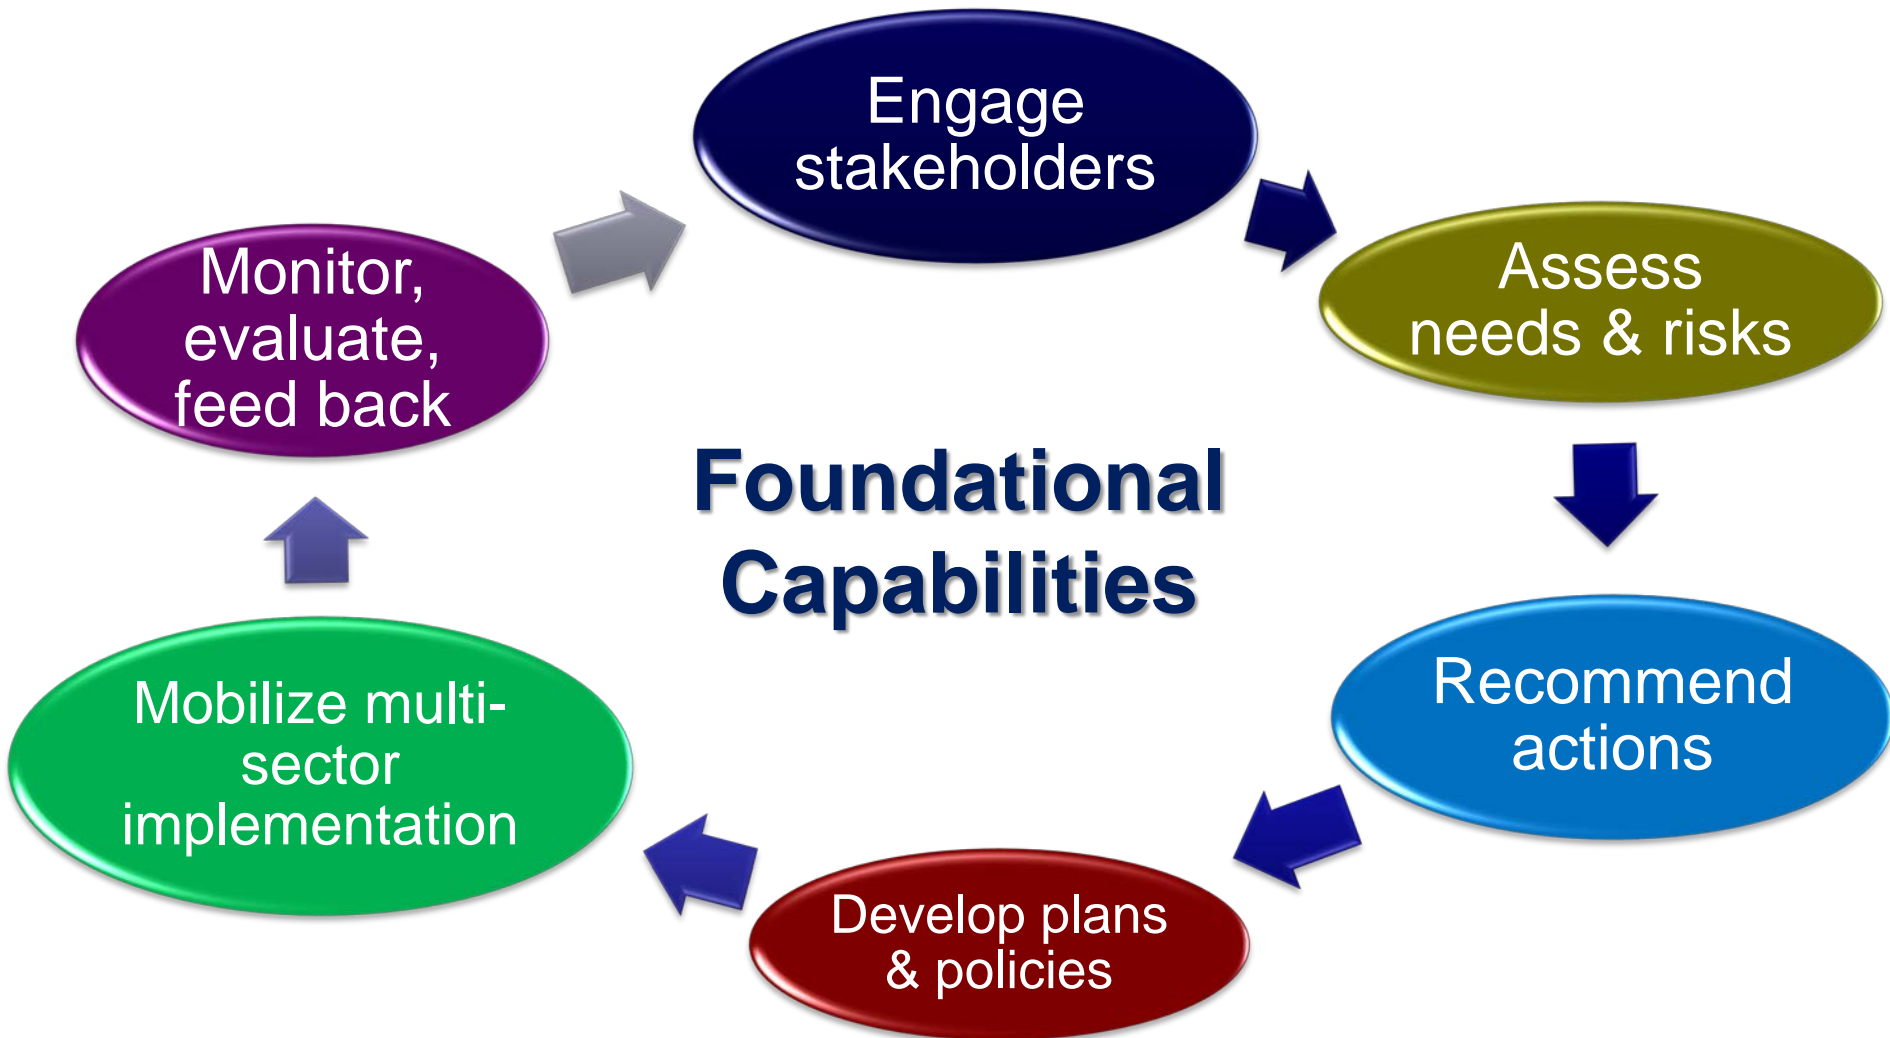 Engage
stakeholders
Assess
needs & risks
Recommend
actions
Develop plans
& policies
Mobilize multi-
sector
implementation
Monitor,
evaluate,
feed back
Foundational
Capabilities